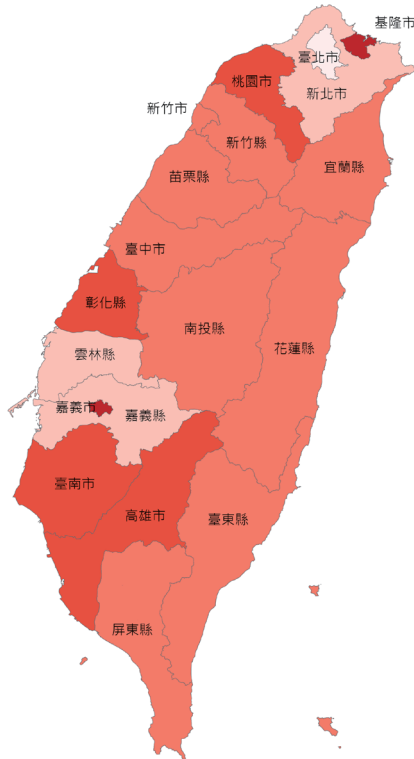 基隆市
臺北市
桃園市
新北市
新竹市
新竹縣
宜蘭縣
苗栗縣
臺中市
彰化縣
南投縣
花蓮縣
雲林縣
嘉義市
嘉義縣
臺南市
高雄市
臺東縣
屏東縣